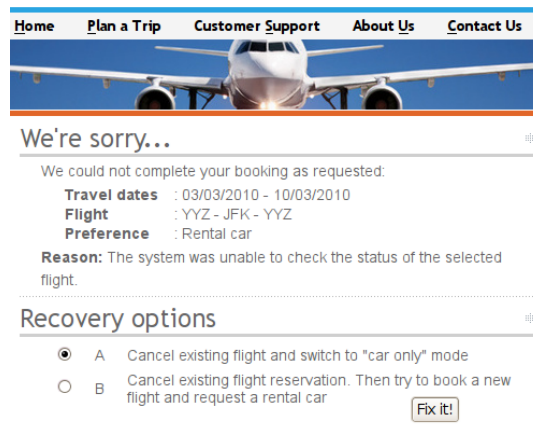 Home Plan a Trip Customer Support About Us Contact Us
We're sorry...
We could not complete your booking as requested:
Travel dates : 03/03/2010 - 10/03/2010
Flight : YYZ - JFK - YYZ
Preference : Rental car
Reason: The system was unable to check the status of the selected
flight.
Recovery options
A Cancel existing flight and switch to "car only" mode
B Cancel existing flight reservation. Then try to book a new
flight and request a rental car
Fix it!